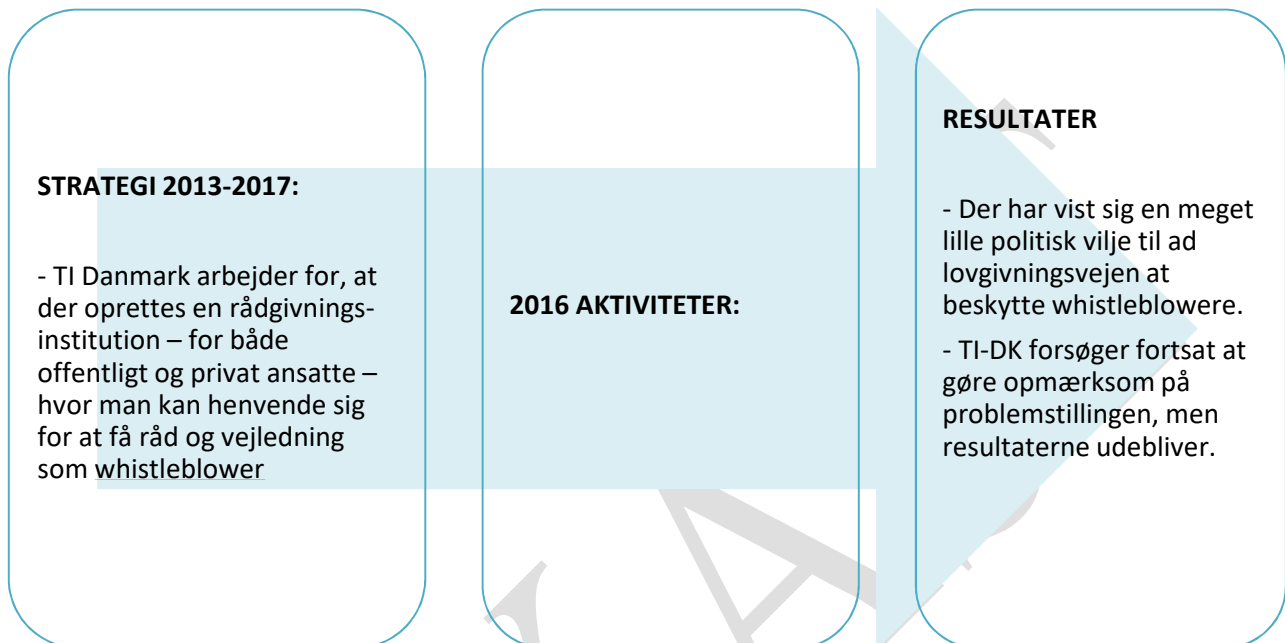 STRATEGI 2013-2017:
- TI Danmark arbejder for, at
der oprettes en rådgivnings-
institution – for både
offentligt og privat ansatte –
hvor man kan henvende sig
for at få råd og vejledning
som whistleblower
2016 AKTIVITETER:
RESULTATER
- Der har vist sig en meget
lille politisk vilje til ad
lovgivningsvejen at
beskytte whistleblowere.
- TI-DK forsøger fortsat at
gøre opmærksom på
problemstillingen, men
resultaterne udebliver.